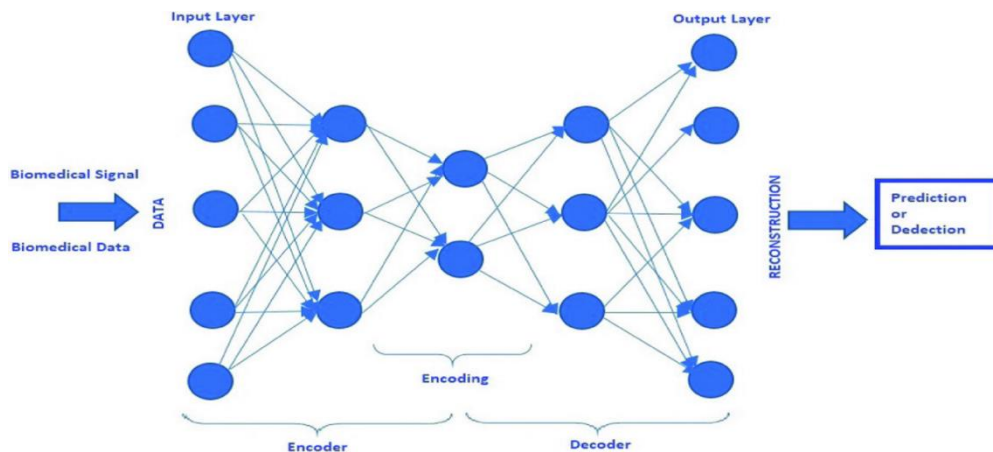 Input Layer
Output Layer
Biomedical Signal
Biomedical Data
DATA
RECONSTRUCTION
Prediction
or
Dedection
Encoding
Encoder
Decoder